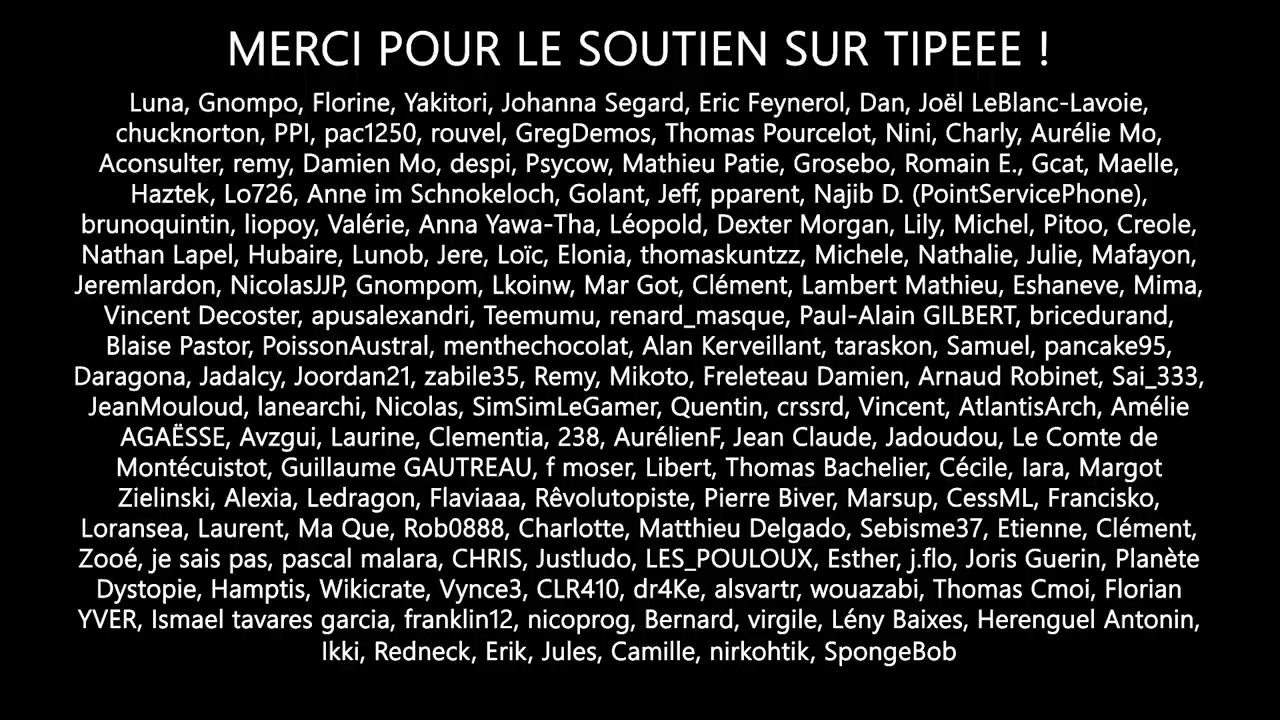 MERCI POUR LE SOUTIEN SUR TIPEEE !
Luna, Gnompo, Florine, Yakitori, Johanna Segard, Eric Feynerol, Dan, Joël LeBlanc-Lavoie,
chucknorton, PPI, pac1250, rouvel, GregDemos, Thomas Pourcelot, Nini, Charly, Aurélie Mo,
Aconsulter, remy, Damien Mo, despi, Psycow, Mathieu Patie, Grosebo, Romain E., Gcat, Maelle,
Haztek, Lo726, Anne im Schnokeloch, Golant, Jeff, pparent, Najib D. (PointServicePhone),
brunoquintin, liopoy, Valérie, Anna Yawa-Tha, Léopold, Dexter Morgan, Lily, Michel, Pitoo, Creole,
Nathan Lapel, Hubaire, Lunob, Jere, Loïc, Elonia, thomaskuntzz, Michele, Nathalie, Julie, Mafayon,
Jeremlardon, NicolasJJP, Gnompom, Lkoinw, Mar Got, Clément, Lambert Mathieu, Eshaneve, Mima,
Vincent Decoster, apusalexandri, Teemumu, renard_masque, Paul-Alain GILBERT, bricedurand,
Blaise Pastor, PoissonAustral, menthechocolat, Alan Kerveillant, taraskon, Samuel, pancake95,
Daragona, Jadalcy, Joordan21, zabile35, Remy, Mikoto, Freleteau Damien, Arnaud Robinet, Sai_333,
JeanMouloud, lanearchi, Nicolas, SimSimLeGamer, Quentin, crssrd, Vincent, AtlantisArch, Amélie
AGAËSSE, Avzgui, Laurine, Clementia, 238, AurélienF, Jean Claude, Jadoudou, Le Comte de
Montécuistot, Guillaume GAUTREAU, f moser, Libert, Thomas Bachelier, Cécile, Iara, Margot
Zielinski, Alexia, Ledragon, Flaviaaa, Rêvolutopiste, Pierre Biver, Marsup, CessML, Francisko,
Loransea, Laurent, Ma Que, Rob0888, Charlotte, Matthieu Delgado, Sebisme37, Etienne, Clément,
Zooé, je sais pas, pascal malara, CHRIS, Justludo, LES_POULOUX, Esther, j.flo, Joris Guerin, Planète
Dystopie, Hamptis, Wikicrate, Vynce3, CLR410, dr4Ke, alsvartr, wouazabi, Thomas Cmoi, Florian
YVER, Ismael tavares garcia, franklin12, nicoprog, Bernard, virgile, Lény Baixes, Herenguel Antonin,
Ikki, Redneck, Erik, Jules, Camille, nirkohtik, SpongeBob